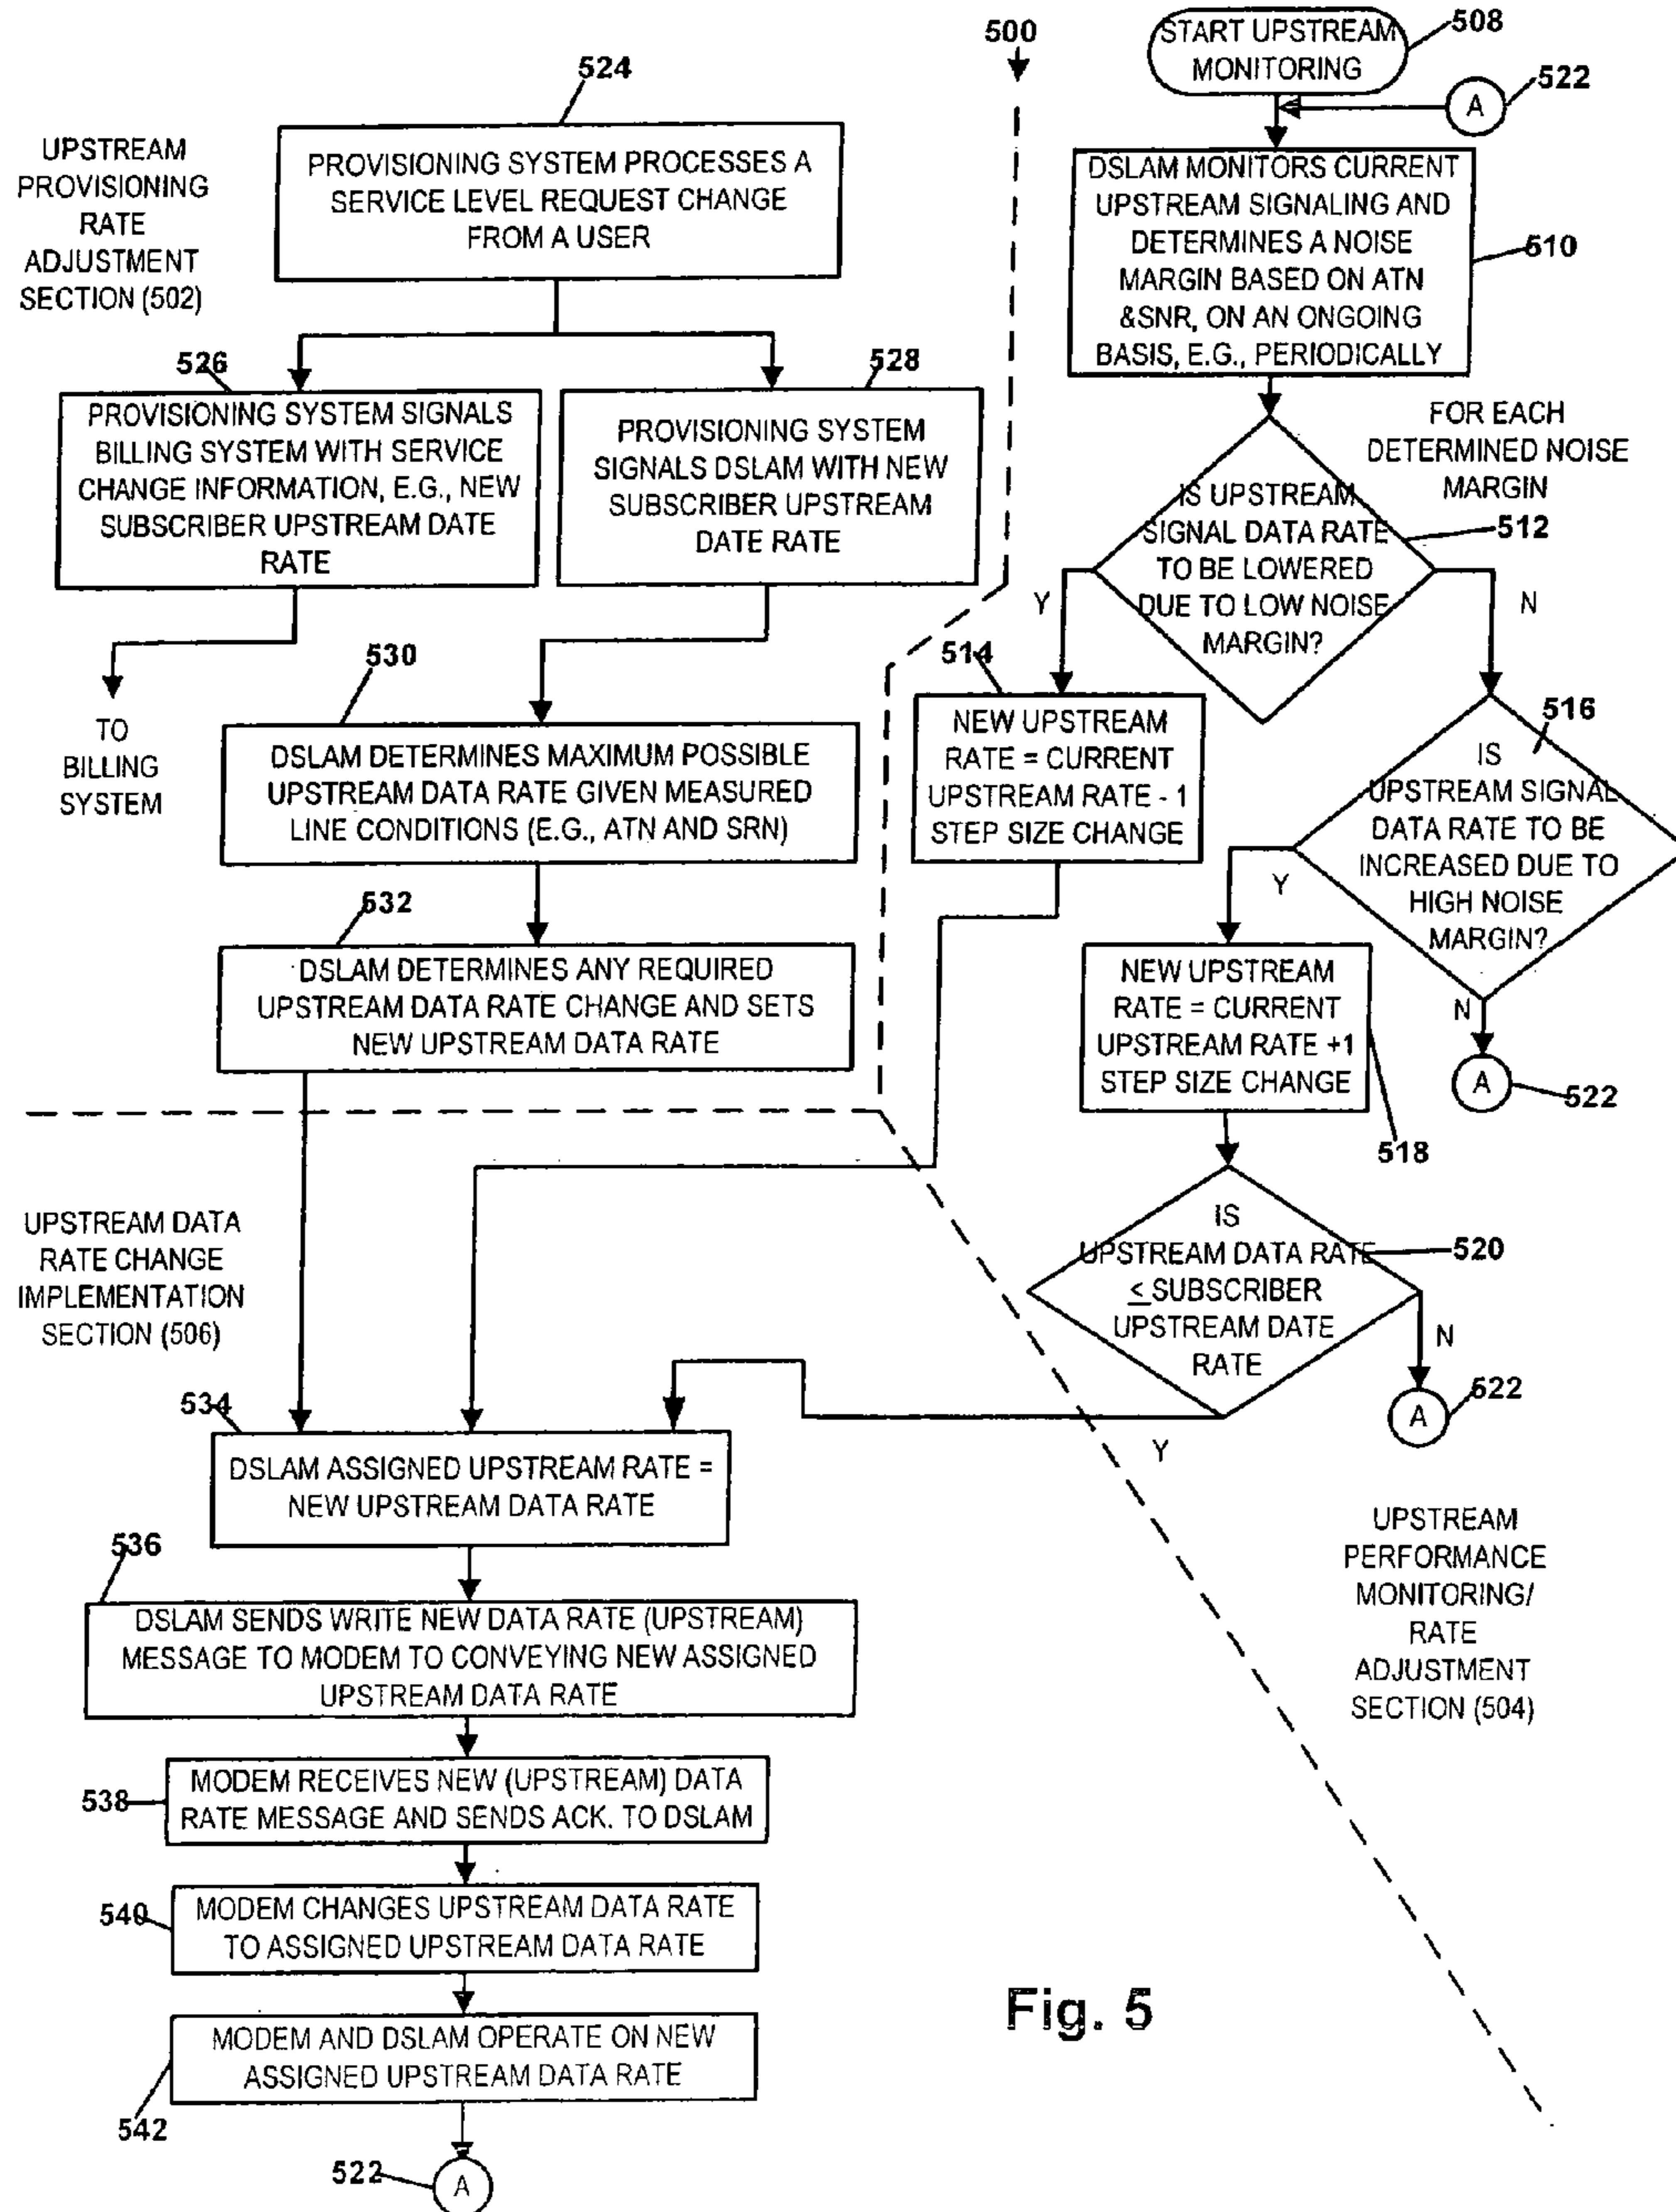 500
START UPSTREAM
MONITORING
508
A
522
UPSTREAM
PROVISIONING
RATE
ADJUSTMENT
SECTION (502)
524
PROVISIONING SYSTEM PROCESSES A
SERVICE LEVEL REQUEST CHANGE
FROM A USER
526
PROVISIONING SYSTEM SIGNALS
BILLING SYSTEM WITH SERVICE
CHANGE INFORMATION, E.G., NEW
SUBSCRIBER UPSTREAM DATE
RATE
TO
BILLING
SYSTEM
528
PROVISIONING SYSTEM
SIGNALS DSLAM WITH NEW
SUBSCRIBER UPSTREAM
DATE RATE
530
DSLAM DETERMINES MAXIMUM POSSIBLE
UPSTREAM DATA RATE GIVEN MEASURED
LINE CONDITIONS (E.G., ATN AND SRN)
532
DSLAM DETERMINES ANY REQUIRED
UPSTREAM DATA RATE CHANGE AND SETS
NEW UPSTREAM DATA RATE
DSLAM MONITORS CURRENT
UPSTREAM SIGNALING AND
DETERMINES A NOISE
MARGIN BASED ON ATN
&SNR, ON AN ONGOING
BASIS, E.G., PERIODICALLY
510
FOR EACH
DETERMINED NOISE
MARGIN
IS UPSTREAM
SIGNAL DATA RATE
TO BE LOWERED
DUE TO LOW NOISE
MARGIN?
512
Y
N
514
NEW UPSTREAM
RATE = CURRENT
UPSTREAM RATE - 1
STEP SIZE CHANGE
516
IS
UPSTREAM SIGNAL
DATA RATE TO BE
INCREASED DUE TO
HIGH NOISE
MARGIN?
Y
N
A
522
NEW UPSTREAM
RATE = CURRENT
UPSTREAM RATE +1
STEP SIZE CHANGE
518
IS
UPSTREAM DATA RATE
≤ SUBSCRIBER
UPSTREAM DATE
RATE
520
N
A
522
Y
UPSTREAM DATA
RATE CHANGE
IMPLEMENTATION
SECTION (506)
534
DSLAM ASSIGNED UPSTREAM RATE =
NEW UPSTREAM DATA RATE
536
DSLAM SENDS WRITE NEW DATA RATE (UPSTREAM)
MESSAGE TO MODEM TO CONVEYING NEW ASSIGNED
UPSTREAM DATA RATE
538
MODEM RECEIVES NEW (UPSTREAM) DATA
RATE MESSAGE AND SENDS ACK. TO DSLAM
540
MODEM CHANGES UPSTREAM DATA RATE
TO ASSIGNED UPSTREAM DATA RATE
MODEM AND DSLAM OPERATE ON NEW
ASSIGNED UPSTREAM DATA RATE
542
522
A
UPSTREAM
PERFORMANCE
MONITORING/
RATE
ADJUSTMENT
SECTION (504)
Fig. 5